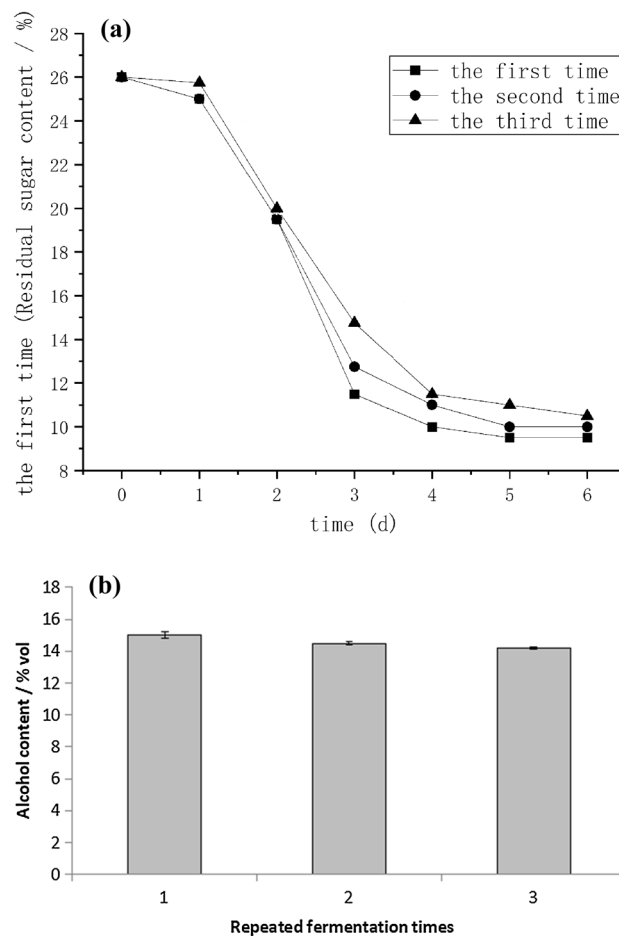 (a)
the first time
the second time
the third time
the first time (Residual sugar content / %)
28
26
24
22
20
18
16
14
12
10
8
0 1 2 3 4 5 6
time (d)
(b)
Alcohol content / % vol
18
16
14
12
10
8
6
4
2
0
1 2 3
Repeated fermentation times